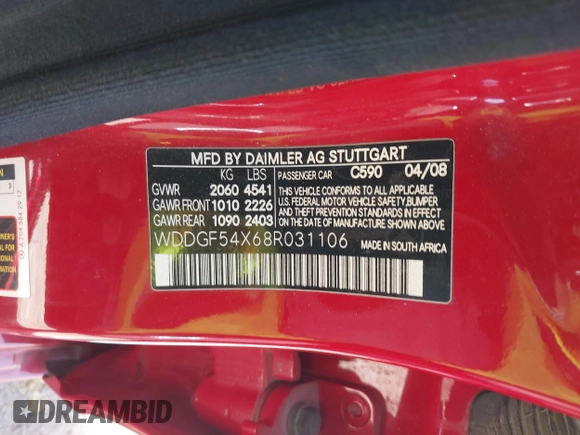 MFD BY DAIMLER AG STUTTGART
KG LBS PASSENGER CAR C590 04/08
GVWR 2060 4541 THIS VEHICLE CONFORMS TO ALL APPLICABLE
GAWR FRONT 1010 2226 U.S. FEDERAL MOTOR VEHICLE SAFETY, BUMPER
GAWR REAR 1090 2403 AND THEFT PREVENTION STANDARDS IN EFFECT
ON THE DATE OF MANUFACTURE SHOWN ABOVE.
WDDGF54X68R031106 MADE IN SOUTH AFRICA
DREAMBID